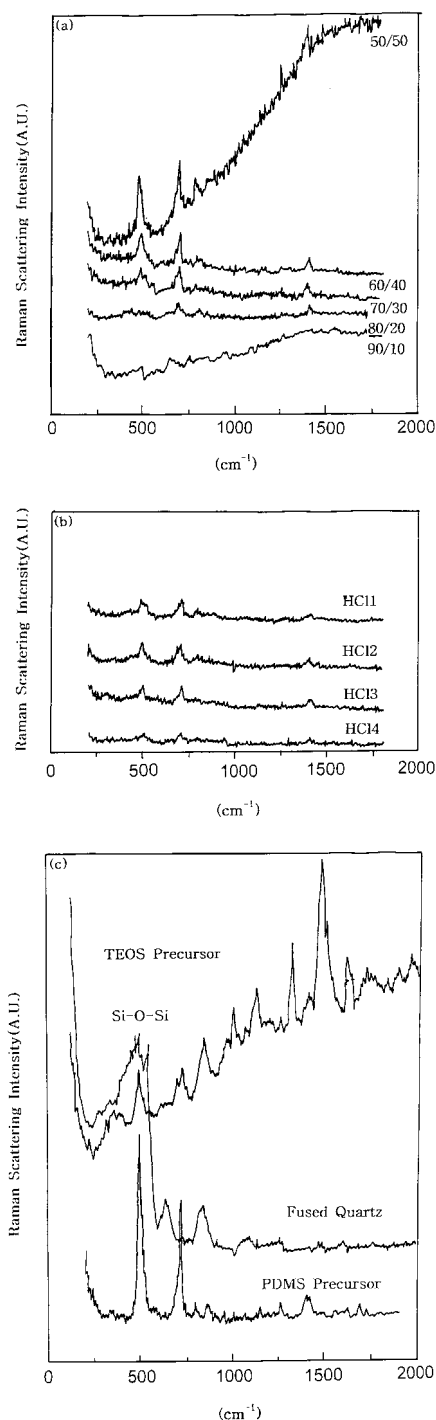 (a)
50/50
60/40
70/30
80/20
90/10
Raman Scattering Intensity(A.U.)
0 500 1000 1500 2000
(cm⁻¹)
(b)
HCl1
HCl2
HCl3
HCl4
Raman Scattering Intensity(A.U.)
0 500 1000 1500 2000
(cm⁻¹)
(c)
TEOS Precursor
Si-O-Si
Fused Quartz
PDMS Precursor
Raman Scattering Intensity(A.U.)
0 500 1000 1500 2000
(cm⁻¹)